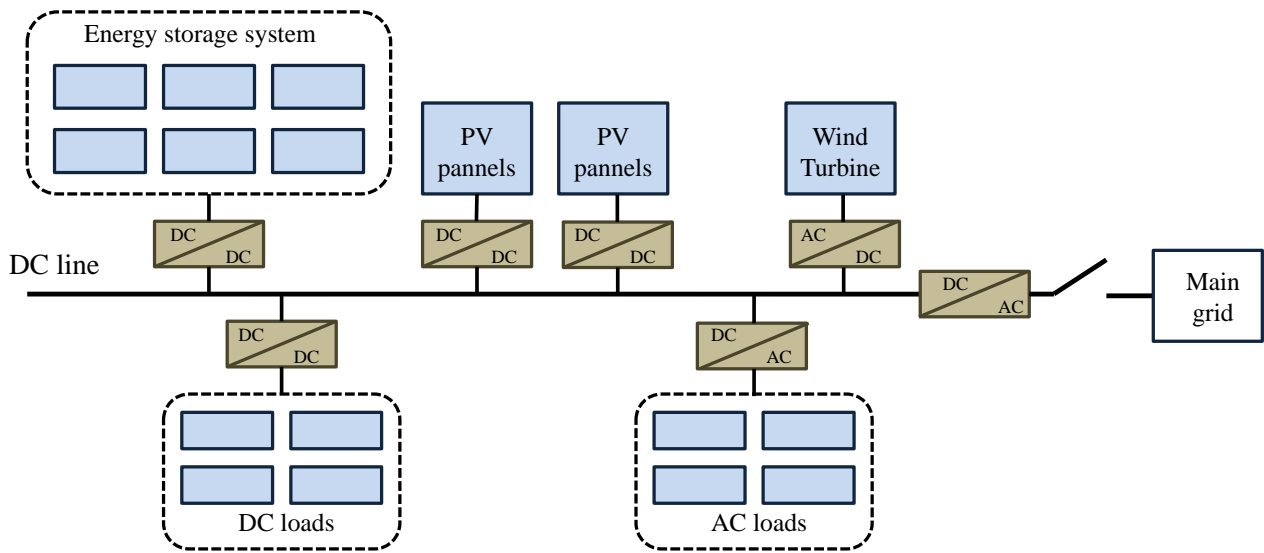 Energy storage system
PV
pannels
PV
pannels
Wind
Turbine
DC
DC
DC
DC
DC
DC
AC
DC
DC line
DC
AC
Main
grid
DC
DC
DC
AC
DC loads
AC loads